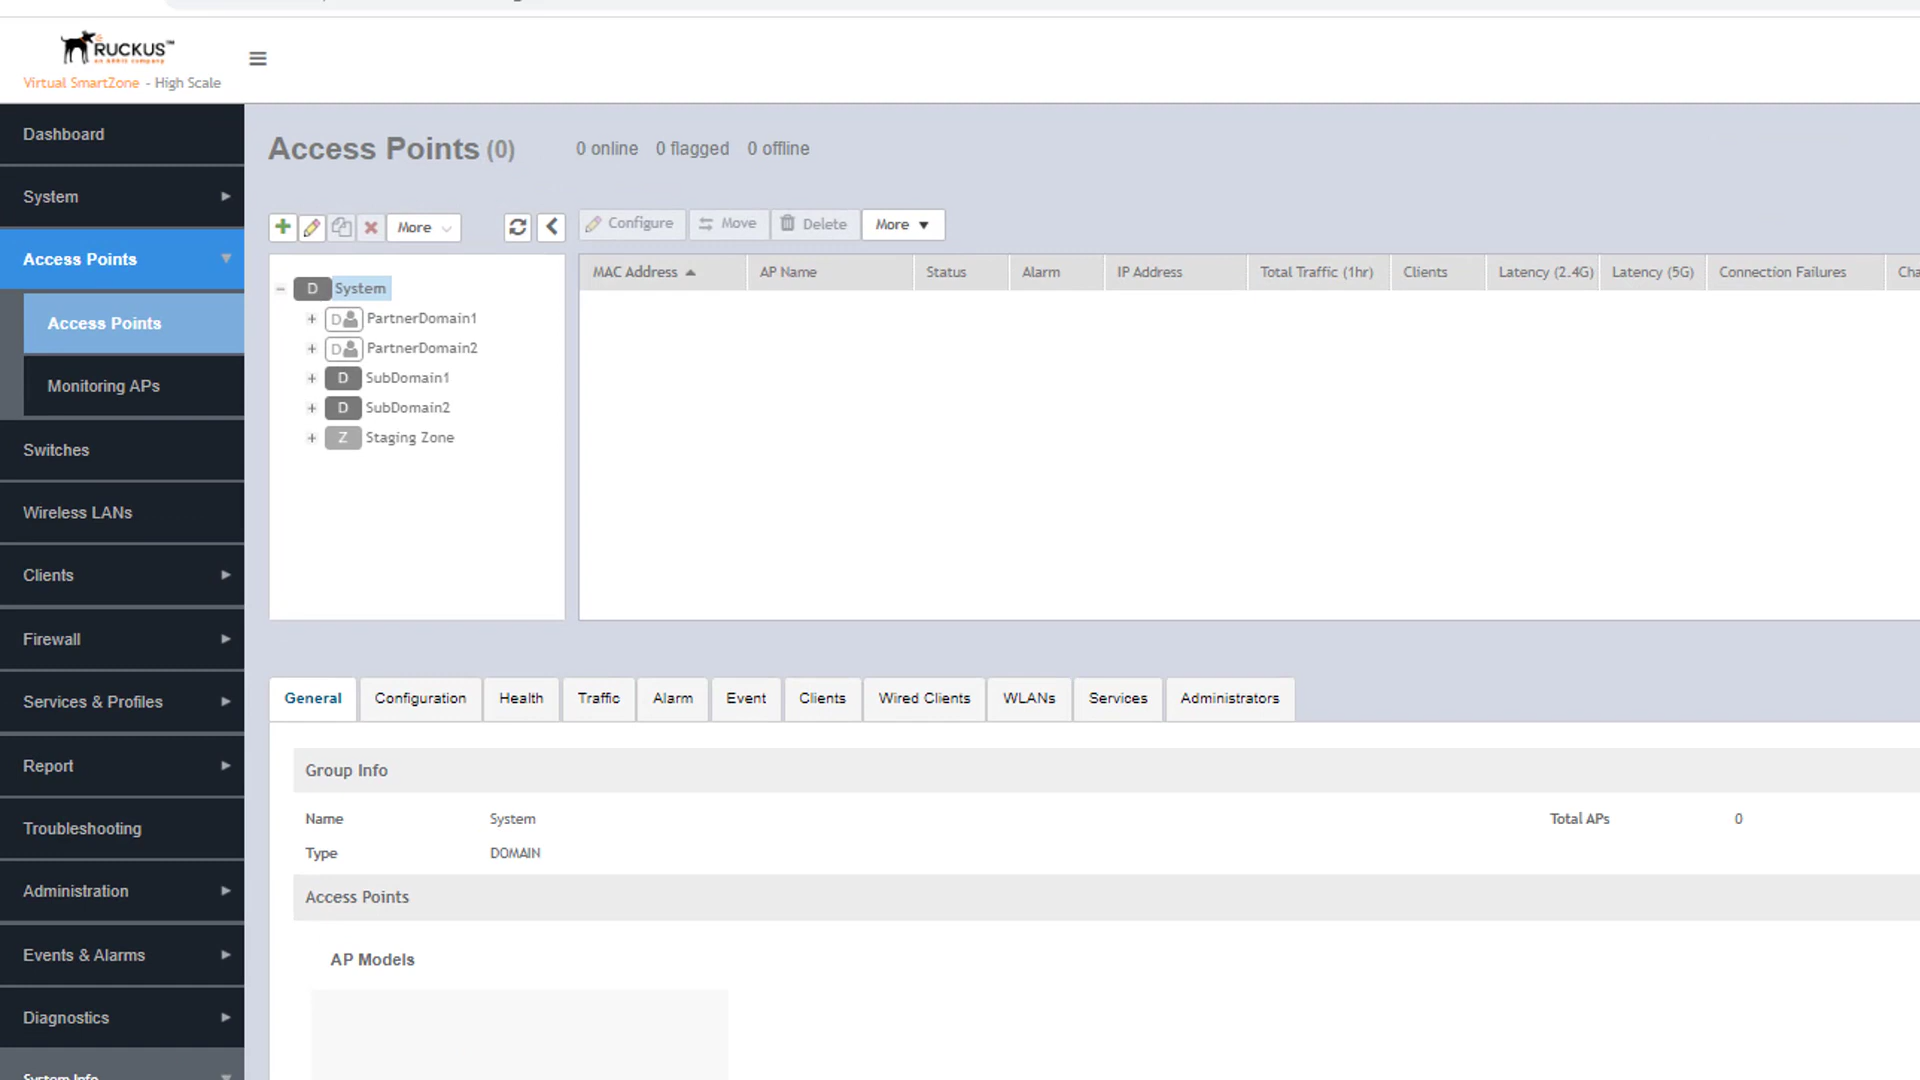 RUCKUS™
an ARRIS company
Virtual SmartZone - High Scale
Dashboard
System
Access Points
Access Points
Monitoring APs
Switches
Wireless LANs
Clients
Firewall
Services & Profiles
Report
Troubleshooting
Administration
Events & Alarms
Diagnostics
System Info
Access Points (0) 0 online 0 flagged 0 offline
More
Configure Move Delete More
D System
D PartnerDomain1
D PartnerDomain2
D SubDomain1
D SubDomain2
Z Staging Zone
MAC Address AP Name Status Alarm IP Address Total Traffic (1hr) Clients Latency (2.4G) Latency (5G) Connection Failures Cha
General Configuration Health Traffic Alarm Event Clients Wired Clients WLANs Services Administrators
Group Info
Name System Total APs 0
Type DOMAIN
Access Points
AP Models